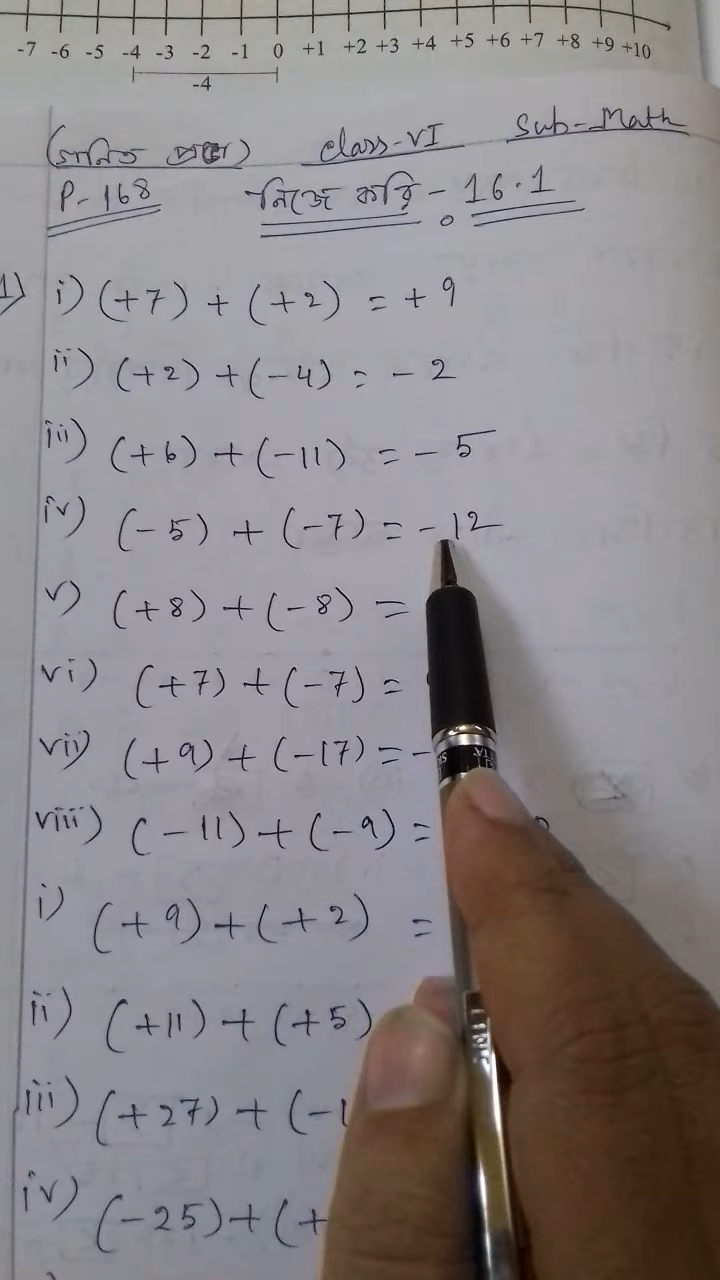 -7 -6 -5 -4 -3 -2 -1 0 +1 +2 +3 +4 +5 +6 +7 +8 +9 +10
-4
(গনিত প্রভা) class-VI Sub-Math
P-168 নিজে করি - 16.1
1) i) (+7) + (+2) = +9
ii) (+2) + (-4) = -2
iii) (+6) + (-11) = -5
iv) (-5) + (-7) = -12
v) (+8) + (-8) =
vi) (+7) + (-7) =
vii) (+9) + (-17) = -
viii) (-11) + (-9) =
i) (+9) + (+2) =
ii) (+11) + (+5)
iii) (+27) + (-1
iv) (-25) + (+